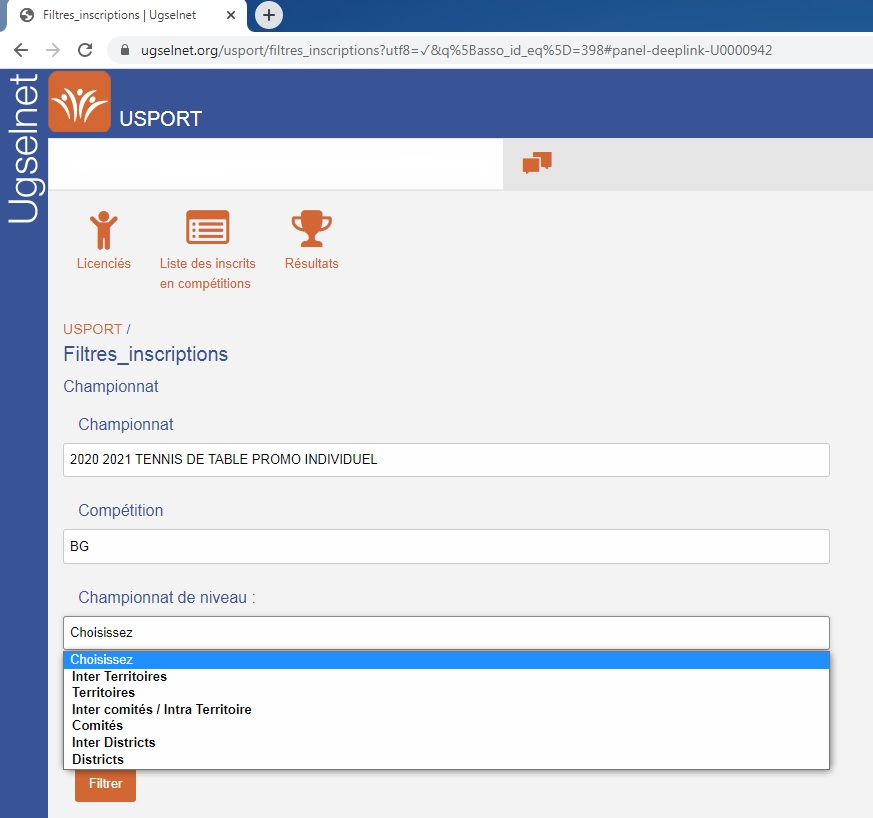 Filtres_inscriptions | Ugselnet
ugselnet.org/usport/filtres_inscriptions?utf8=✓&q%5Basso_id_eq%5D=398#panel-deeplink-U0000942
Ugselnet
USPORT
Licenciés
Liste des inscrits
en compétitions
Résultats
USPORT /
Filtres_inscriptions
Championnat
Championnat
2020 2021 TENNIS DE TABLE PROMO INDIVIDUEL
Compétition
BG
Championnat de niveau :
Choisissez
Choisissez
Inter Territoires
Territoires
Inter comités / Intra Territoire
Comités
Inter Districts
Districts
Filtrer